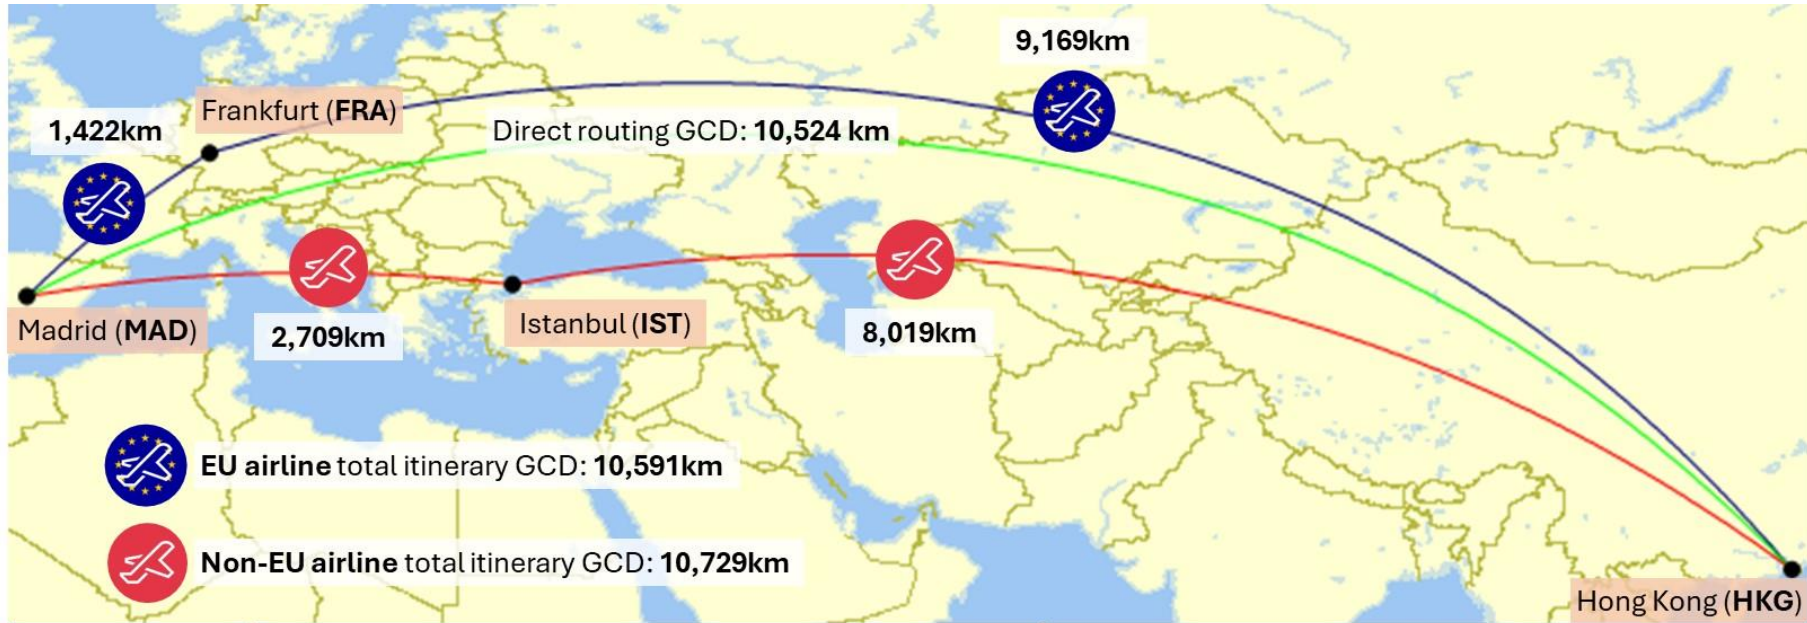 9,169km
Frankfurt (FRA)
1,422km
Direct routing GCD: 10,524 km
Madrid (MAD)
2,709km
Istanbul (IST)
8,019km
EU airline total itinerary GCD: 10,591km
Non-EU airline total itinerary GCD: 10,729km
Hong Kong (HKG)